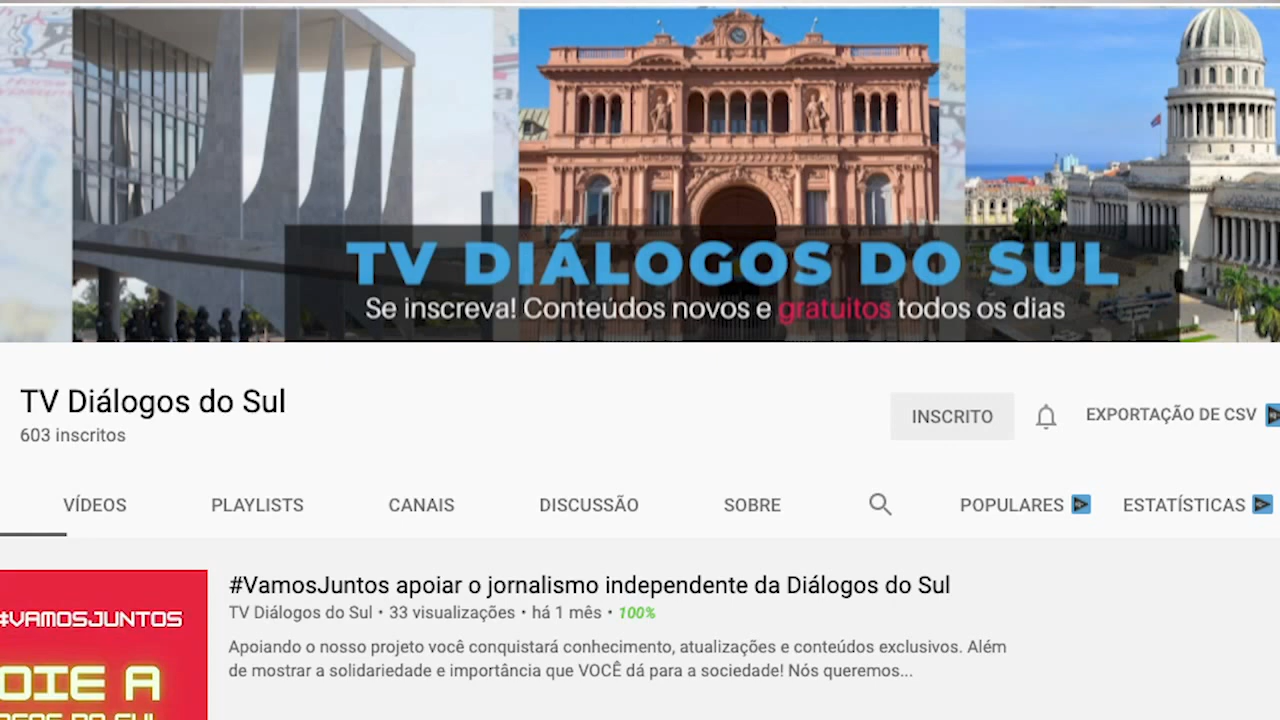 TV DIÁLOGOS DO SUL
Se inscreva! Conteúdos novos e gratuitos todos os dias
TV Diálogos do Sul
603 inscritos
INSCRITO
EXPORTAÇÃO DE CSV
VÍDEOS PLAYLISTS CANAIS DISCUSSÃO SOBRE POPULARES ESTATÍSTICAS
#VamosJuntos apoiar o jornalismo independente da Diálogos do Sul
TV Diálogos do Sul • 33 visualizações • há 1 mês • 100%
Apoiando o nosso projeto você conquistará conhecimento, atualizações e conteúdos exclusivos. Além
de mostrar a solidariedade e importância que VOCÊ dá para a sociedade! Nós queremos...
#VAMOSJUNTOS
OIE A